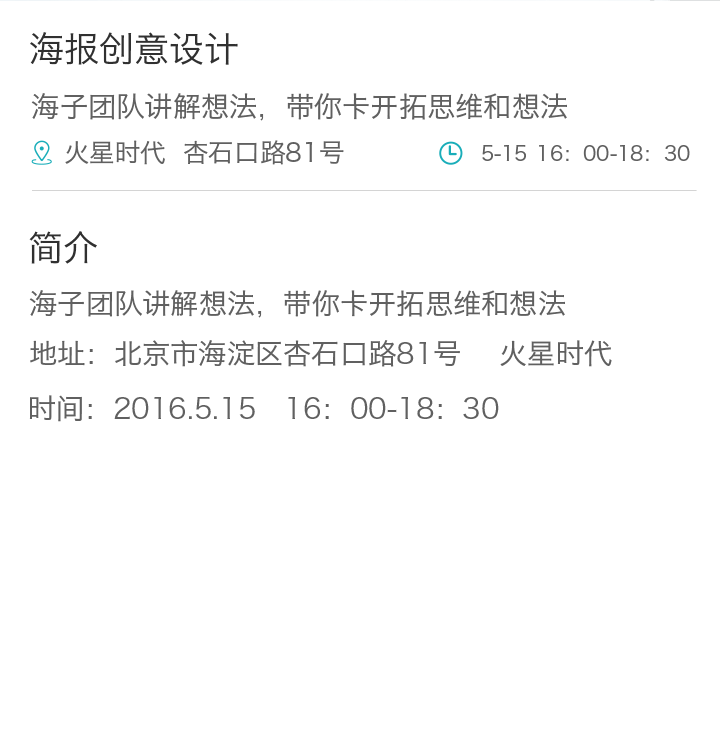 海报创意设计
海子团队讲解想法，带你卡开拓思维和想法
火星时代 杏石口路81号 5-15 16：00-18：30
简介
海子团队讲解想法，带你卡开拓思维和想法
地址：北京市海淀区杏石口路81号 火星时代
时间：2016.5.15 16：00-18：30